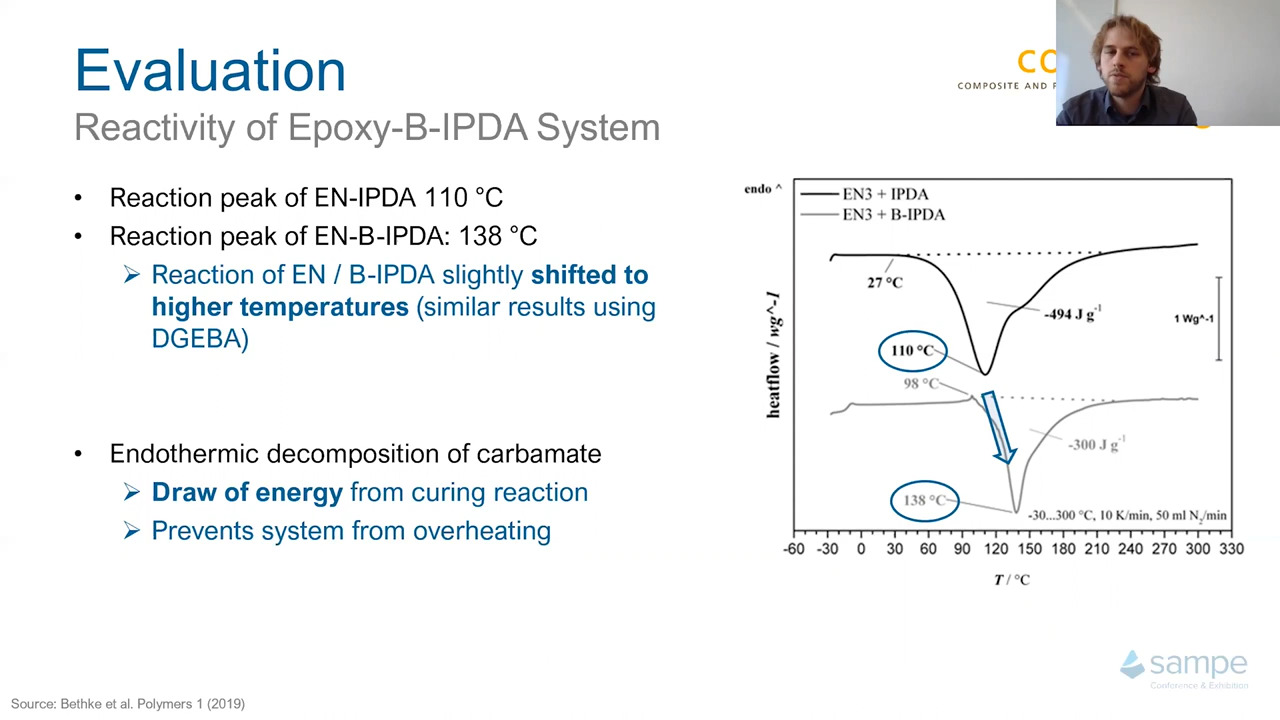 Evaluation
Reactivity of Epoxy-B-IPDA System
CO
COMPOSITE AND
• Reaction peak of EN-IPDA 110 °C
• Reaction peak of EN-B-IPDA: 138 °C
➢ Reaction of EN / B-IPDA slightly shifted to
higher temperatures (similar results using
DGEBA)
• Endothermic decomposition of carbamate
➢ Draw of energy from curing reaction
➢ Prevents system from overheating
endo ^
EN3 + IPDA
EN3 + B-IPDA
27 °C
-494 J g^-1
1 Wg^-1
110 °C
98 °C
-300 J g^-1
138 °C
-30...300 °C, 10 K/min, 50 ml N2/min
heatflow / wg^-1
-60 -30 0 30 60 90 120 150 180 210 240 270 300 330
T / °C
sampe
Conference & Exhibition
Source: Bethke et al. Polymers 1 (2019)